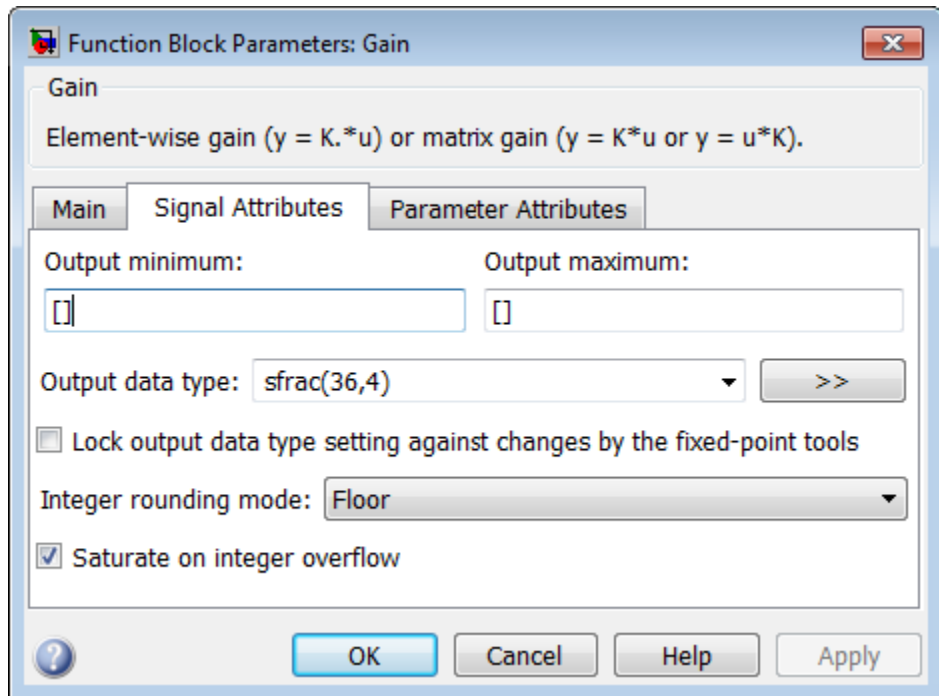 Function Block Parameters: Gain
Gain
Element-wise gain (y = K.*u) or matrix gain (y = K*u or y = u*K).
Main Signal Attributes Parameter Attributes
Output minimum: Output maximum:
[] []
Output data type: sfrac(36,4) >>
Lock output data type setting against changes by the fixed-point tools
Integer rounding mode: Floor
Saturate on integer overflow
? OK Cancel Help Apply